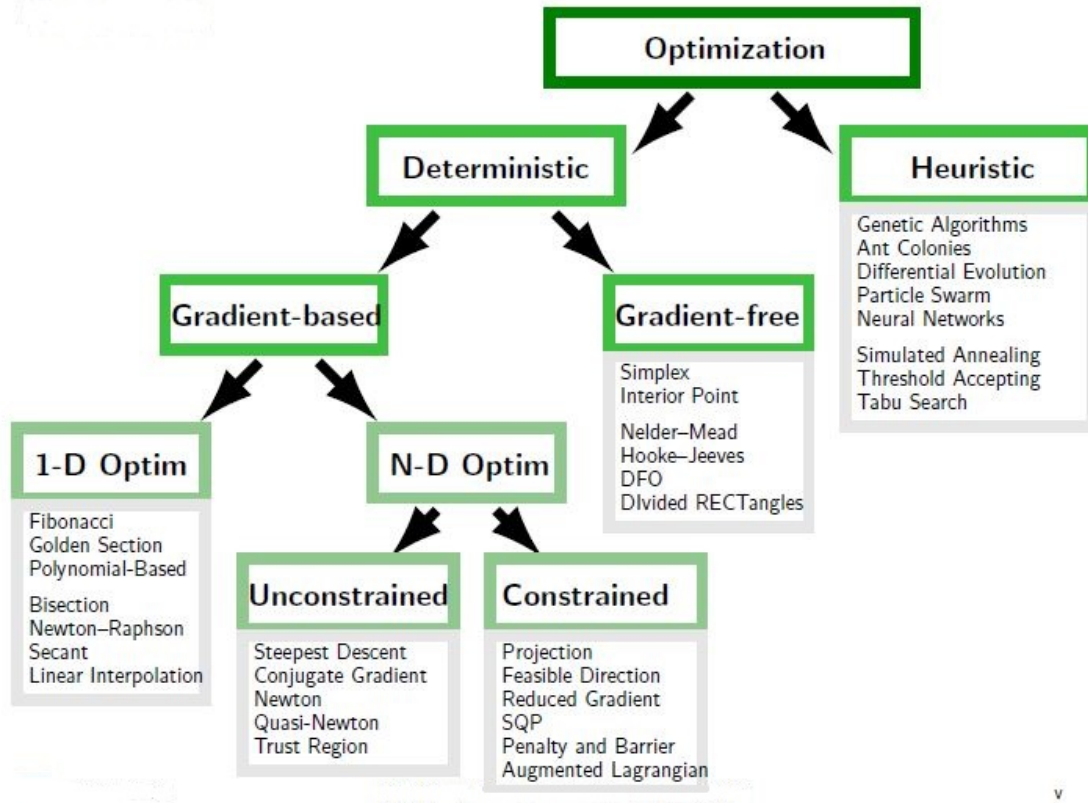 Optimization
Deterministic
Heuristic
Genetic Algorithms
Ant Colonies
Differential Evolution
Particle Swarm
Neural Networks
Simulated Annealing
Threshold Accepting
Tabu Search
Gradient-based
Gradient-free
Simplex
Interior Point
Nelder–Mead
Hooke–Jeeves
DFO
DIvided RECTangles
1-D Optim
Fibonacci
Golden Section
Polynomial-Based
Bisection
Newton–Raphson
Secant
Linear Interpolation
N-D Optim
Unconstrained
Steepest Descent
Conjugate Gradient
Newton
Quasi-Newton
Trust Region
Constrained
Projection
Feasible Direction
Reduced Gradient
SQP
Penalty and Barrier
Augmented Lagrangian
v